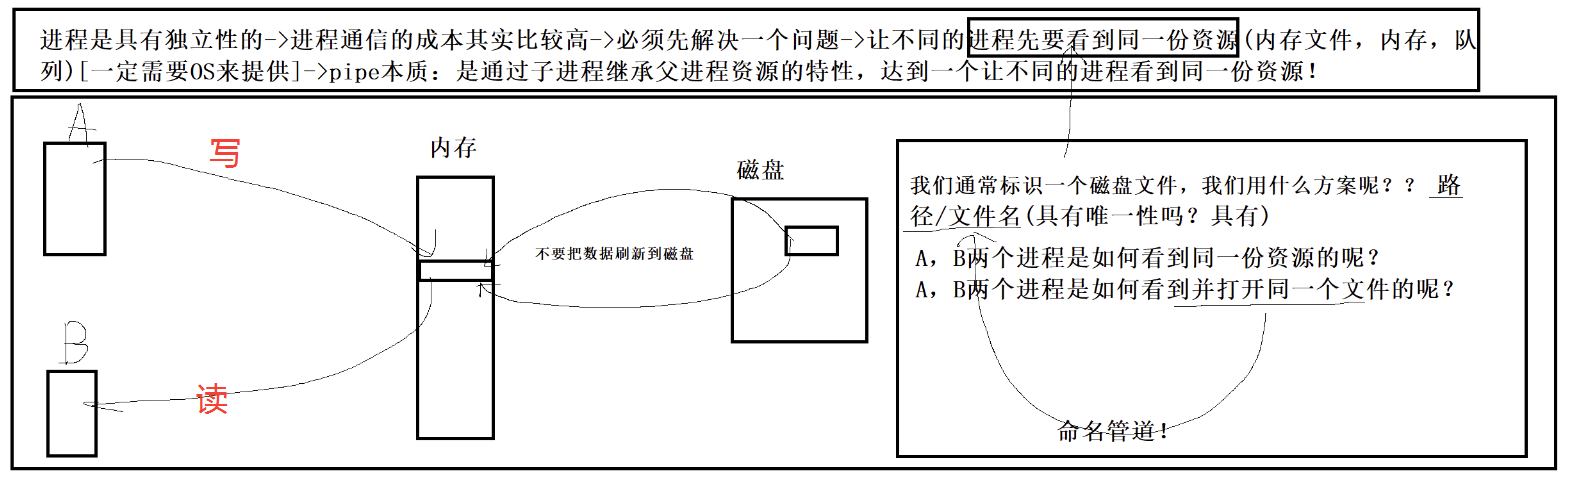 进程是具有独立性的->进程通信的成本其实比较高->必须先解决一个问题->让不同的进程先要看到同一份资源(内存文件，内存，队
列)[一定需要OS来提供]->pipe本质：是通过子进程继承父进程资源的特性，达到一个让不同的进程看到同一份资源！
A
写
内存
磁盘
不要把数据刷新到磁盘
B
读
我们通常标识一个磁盘文件，我们用什么方案呢？？ 路
径/文件名(具有唯一性吗？具有)
A，B两个进程是如何看到同一份资源的呢？
A，B两个进程是如何看到并打开同一个文件的呢？
命名管道！